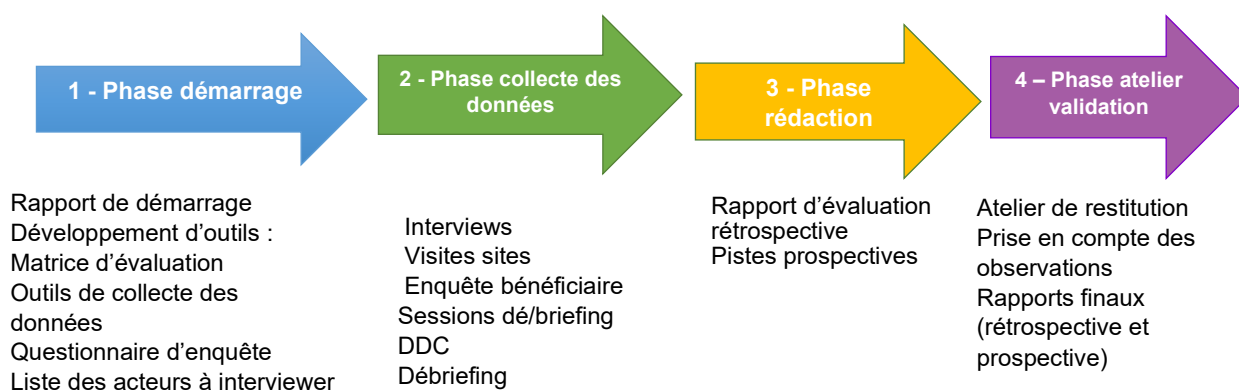 1 - Phase démarrage
Rapport de démarrage
Développement d'outils :
Matrice d'évaluation
Outils de collecte des
données
Questionnaire d'enquête
Liste des acteurs à interviewer
2 - Phase collecte des
données
Interviews
Visites sites
Enquête bénéficiaire
Sessions dé/briefing
DDC
Débriefing
3 - Phase
rédaction
Rapport d'évaluation
rétrospective
Pistes prospectives
4 – Phase atelier
validation
Atelier de restitution
Prise en compte des
observations
Rapports finaux
(rétrospective et
prospective)